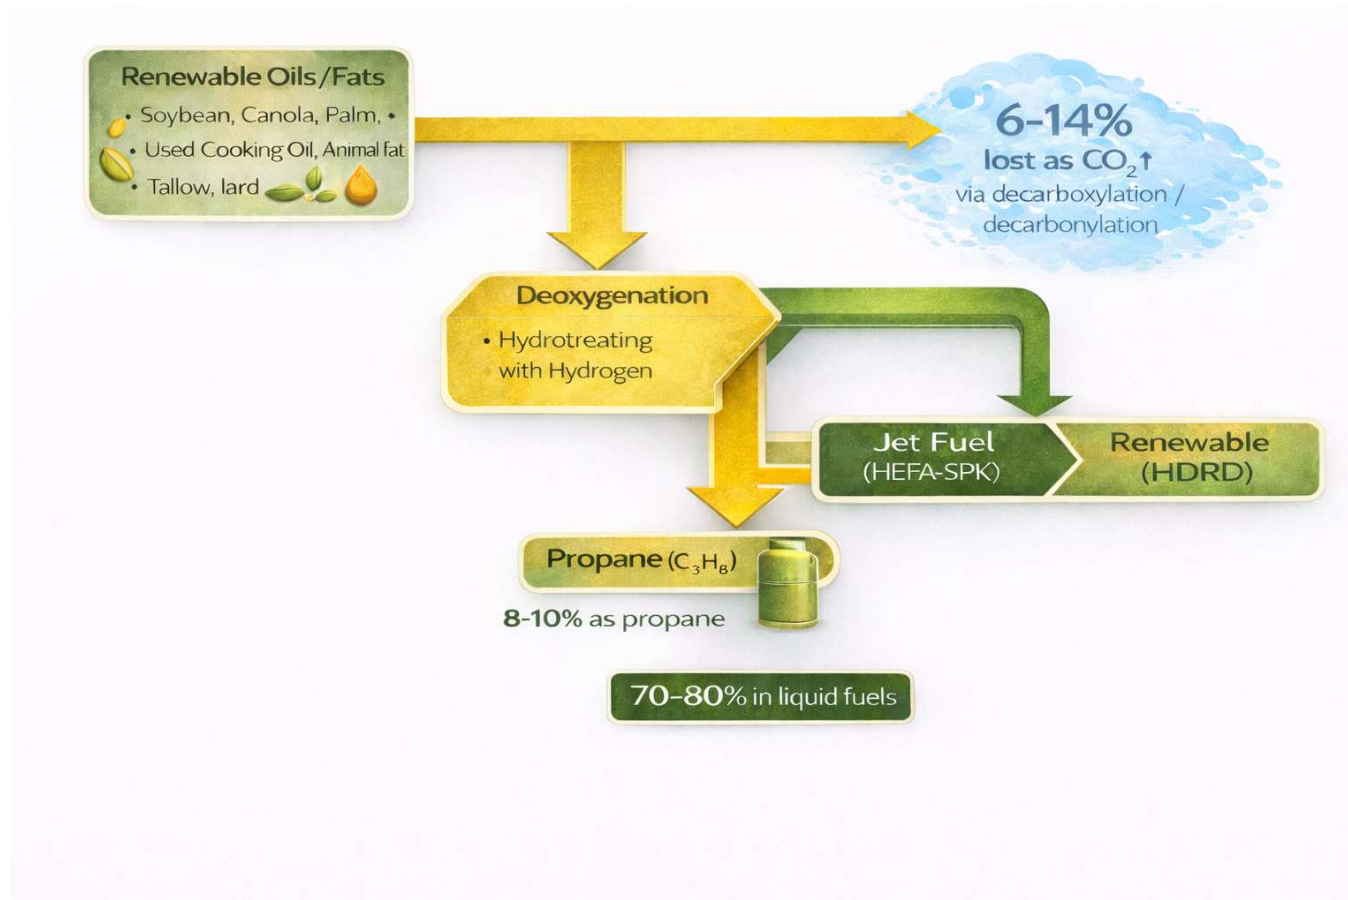 Renewable Oils/Fats
• Soybean, Canola, Palm, •
• Used Cooking Oil, Animal fat
• Tallow, lard
6–14%
lost as CO₂↑
via decarboxylation /
decarbonylation
Deoxygenation
• Hydrotreating
with Hydrogen
Jet Fuel
(HEFA-SPK)
Renewable
(HDRD)
Propane (C₃H₈)
8-10% as propane
70–80% in liquid fuels